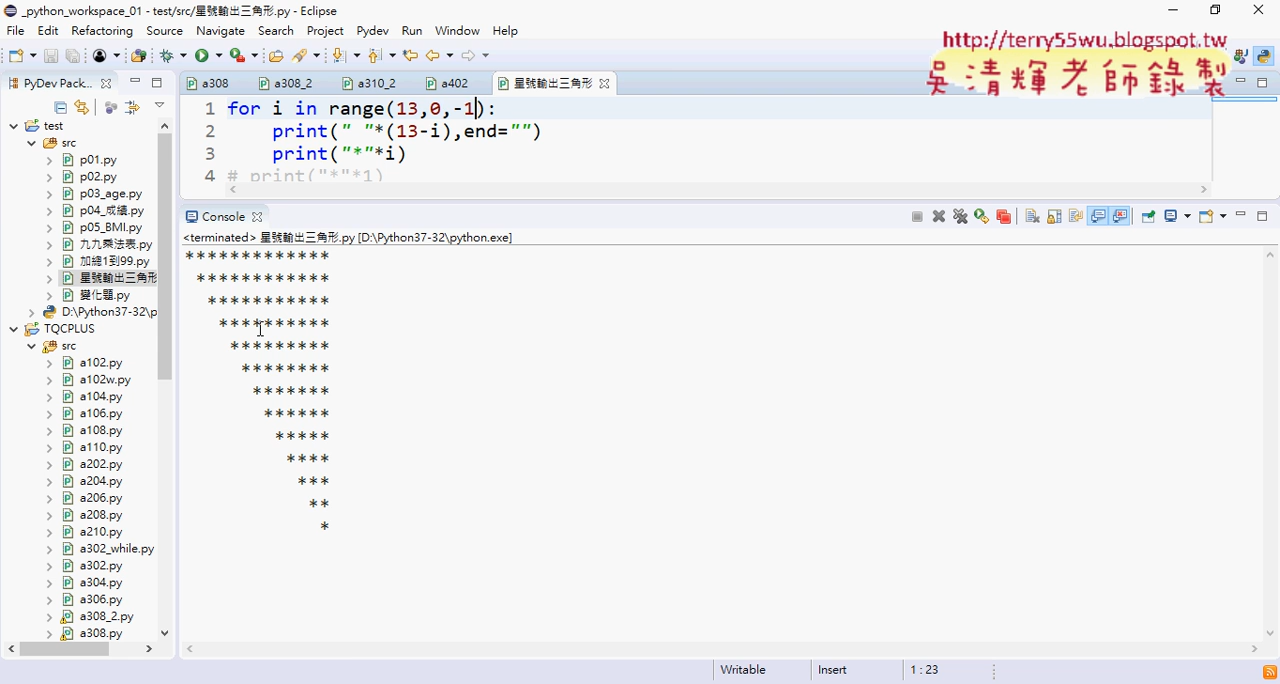 _python_workspace_01 - test/src/星號輸出三角形.py - Eclipse
File Edit Refactoring Source Navigate Search Project Pydev Run Window Help
http://terry55wu.blogspot.tw
吳清輝老師錄製
PyDev Pack...
a308 a308_2 a310_2 a402 星號輸出三角形
test
src
p01.py
p02.py
p03_age.py
p04_成績.py
p05_BMI.py
九九乘法表.py
加總1到99.py
星號輸出三角形
變化題.py
D:\Python37-32\p
TQCPLUS
src
a102.py
a102w.py
a104.py
a106.py
a108.py
a110.py
a202.py
a204.py
a206.py
a208.py
a210.py
a302_while.py
a302.py
a304.py
a306.py
a308_2.py
a308.py
1 for i in range(13,0,-1):
2     print(" "*(13-i),end="")
3     print("*"*i)
4 # print("*"*1)
Console
<terminated> 星號輸出三角形.py [D:\Python37-32\python.exe]
*************
 ************
  ***********
   **********
    *********
     ********
      *******
       ******
        *****
         ****
          ***
           **
            *
Writable Insert 1 : 23